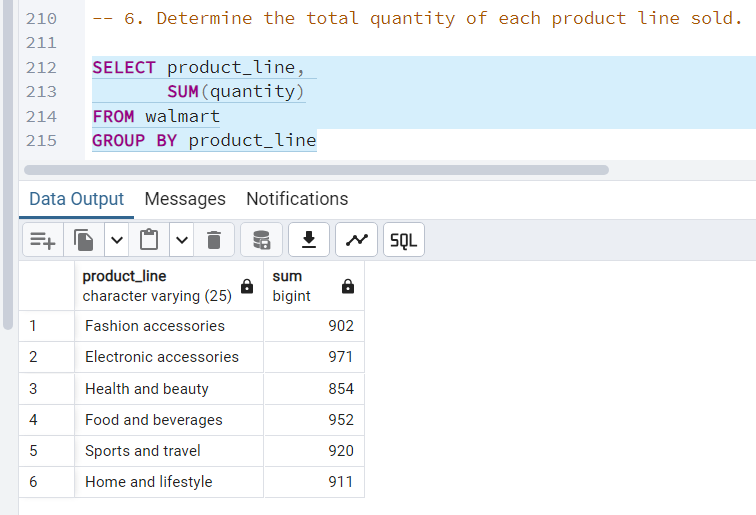 210 -- 6. Determine the total quantity of each product line sold.
211
212 SELECT product_line,
213 SUM(quantity)
214 FROM walmart
215 GROUP BY product_line
Data Output Messages Notifications
SQL
product_line sum
character varying (25) bigint
1 Fashion accessories 902
2 Electronic accessories 971
3 Health and beauty 854
4 Food and beverages 952
5 Sports and travel 920
6 Home and lifestyle 911